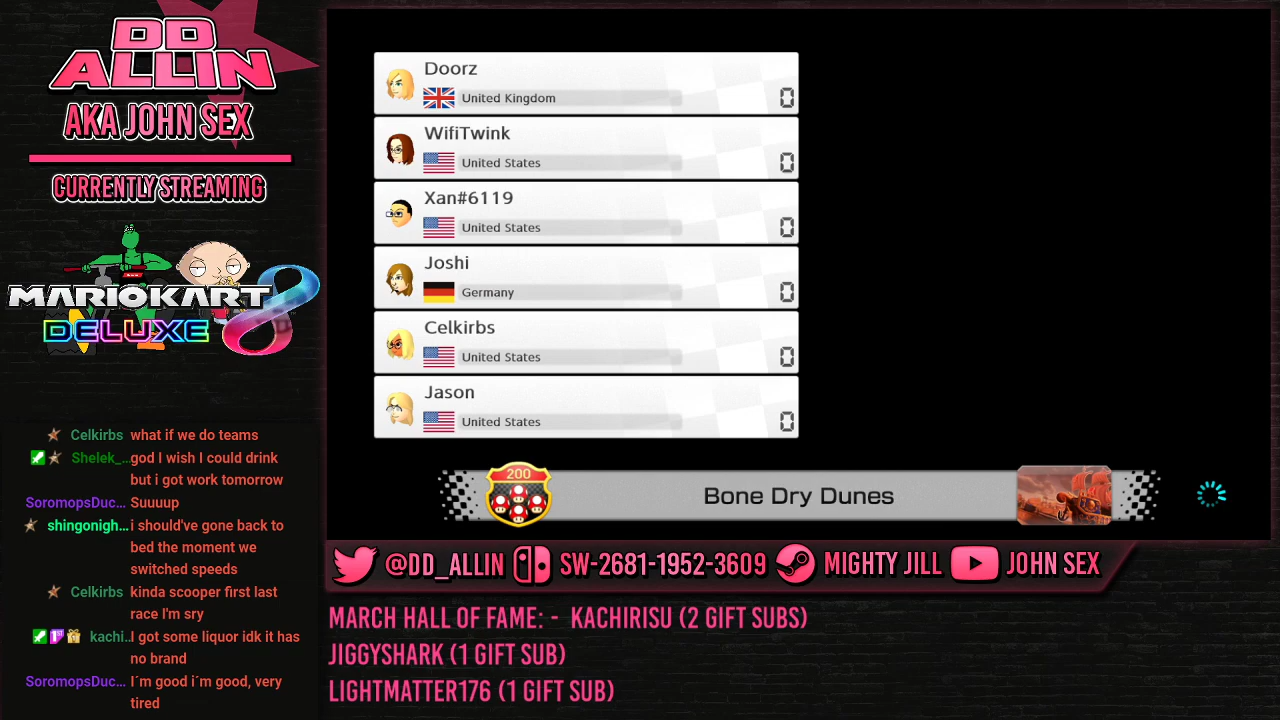 DD
ALLIN
AKA JOHN SEX
CURRENTLY STREAMING
MARIOKART 8
DELUXE
Celkirbs what if we do teams
Shelek_... god I wish I could drink
but i got work tomorrow
SoromopsDuc... Suuuup
shingonigh... i should've gone back to
bed the moment we
switched speeds
Celkirbs kinda scooper first last
race I'm sry
1st kachi.. I got some liquor idk it has
no brand
SoromopsDuc... I´m good i´m good, very
tired
Doorz
United Kingdom 0
WifiTwink
United States 0
Xan#6119
United States 0
Joshi
Germany 0
Celkirbs
United States 0
Jason
United States 0
200 Bone Dry Dunes
@DD_ALLIN SW-2681-1952-3609 MIGHTY JILL JOHN SEX
MARCH HALL OF FAME: - KACHIRISU (2 GIFT SUBS)
JIGGYSHARK (1 GIFT SUB)
LIGHTMATTER176 (1 GIFT SUB)